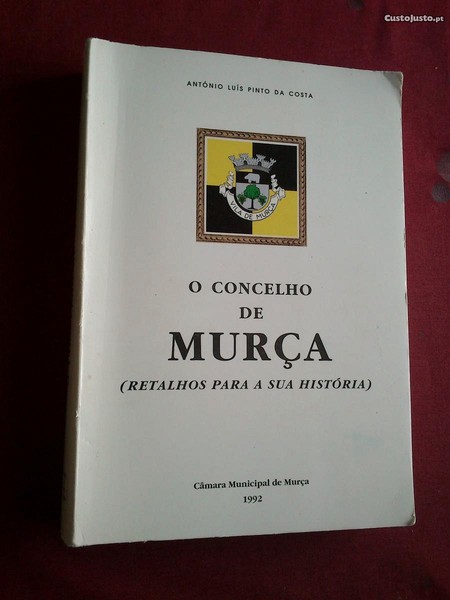 CustoJusto.pt
ANTÓNIO LUÍS PINTO DA COSTA
VILA DE MURÇA
O CONCELHO
DE
MURÇA
(RETALHOS PARA A SUA HISTÓRIA)
Câmara Municipal de Murça
1992